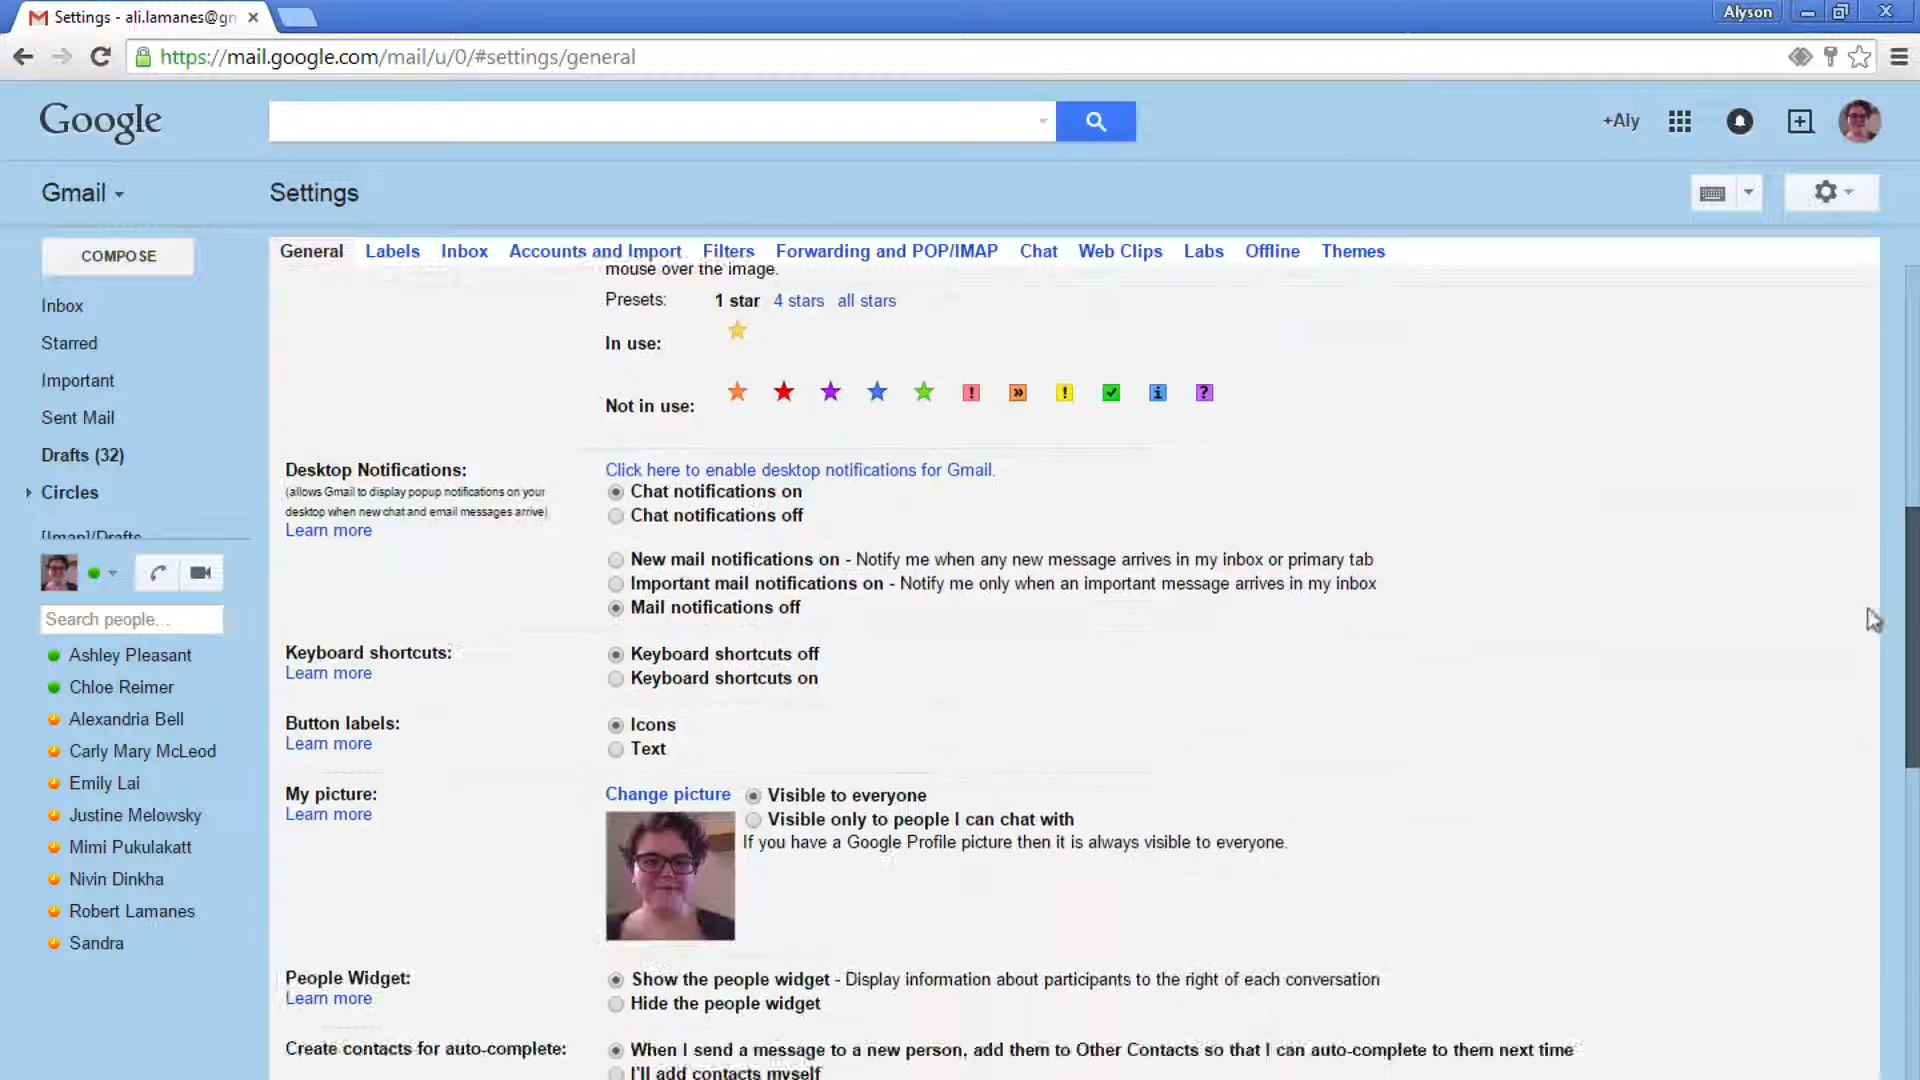 Settings - ali.lamanes@gn
Alyson
https://mail.google.com/mail/u/0/#settings/general
Google
+Aly
Gmail
Settings
COMPOSE
General Labels Inbox Accounts and Import Filters Forwarding and POP/IMAP Chat Web Clips Labs Offline Themes
mouse over the image.
Presets: 1 star 4 stars all stars
In use:
Not in use:
! » ! i ?
Inbox
Starred
Important
Sent Mail
Drafts (32)
Circles
[Imap]/Drafts
Search people...
Ashley Pleasant
Chloe Reimer
Alexandria Bell
Carly Mary McLeod
Emily Lai
Justine Melowsky
Mimi Pukulakatt
Nivin Dinkha
Robert Lamanes
Sandra
Desktop Notifications:
(allows Gmail to display popup notifications on your
desktop when new chat and email messages arrive)
Learn more
Click here to enable desktop notifications for Gmail.
Chat notifications on
Chat notifications off
New mail notifications on - Notify me when any new message arrives in my inbox or primary tab
Important mail notifications on - Notify me only when an important message arrives in my inbox
Mail notifications off
Keyboard shortcuts:
Learn more
Keyboard shortcuts off
Keyboard shortcuts on
Button labels:
Learn more
Icons
Text
My picture:
Learn more
Change picture
Visible to everyone
Visible only to people I can chat with
If you have a Google Profile picture then it is always visible to everyone.
People Widget:
Learn more
Show the people widget - Display information about participants to the right of each conversation
Hide the people widget
Create contacts for auto-complete:
When I send a message to a new person, add them to Other Contacts so that I can auto-complete to them next time
I'll add contacts myself